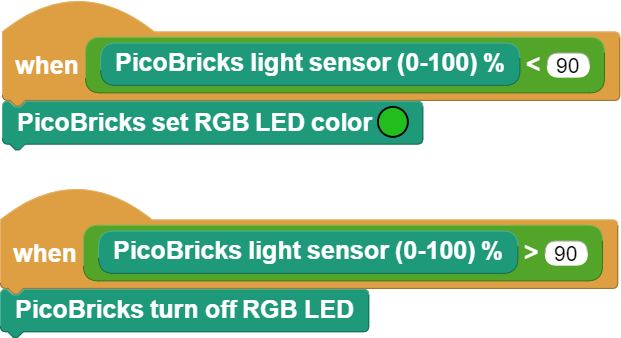 when PicoBricks light sensor (0-100) % < 90
PicoBricks set RGB LED color
when PicoBricks light sensor (0-100) % > 90
PicoBricks turn off RGB LED